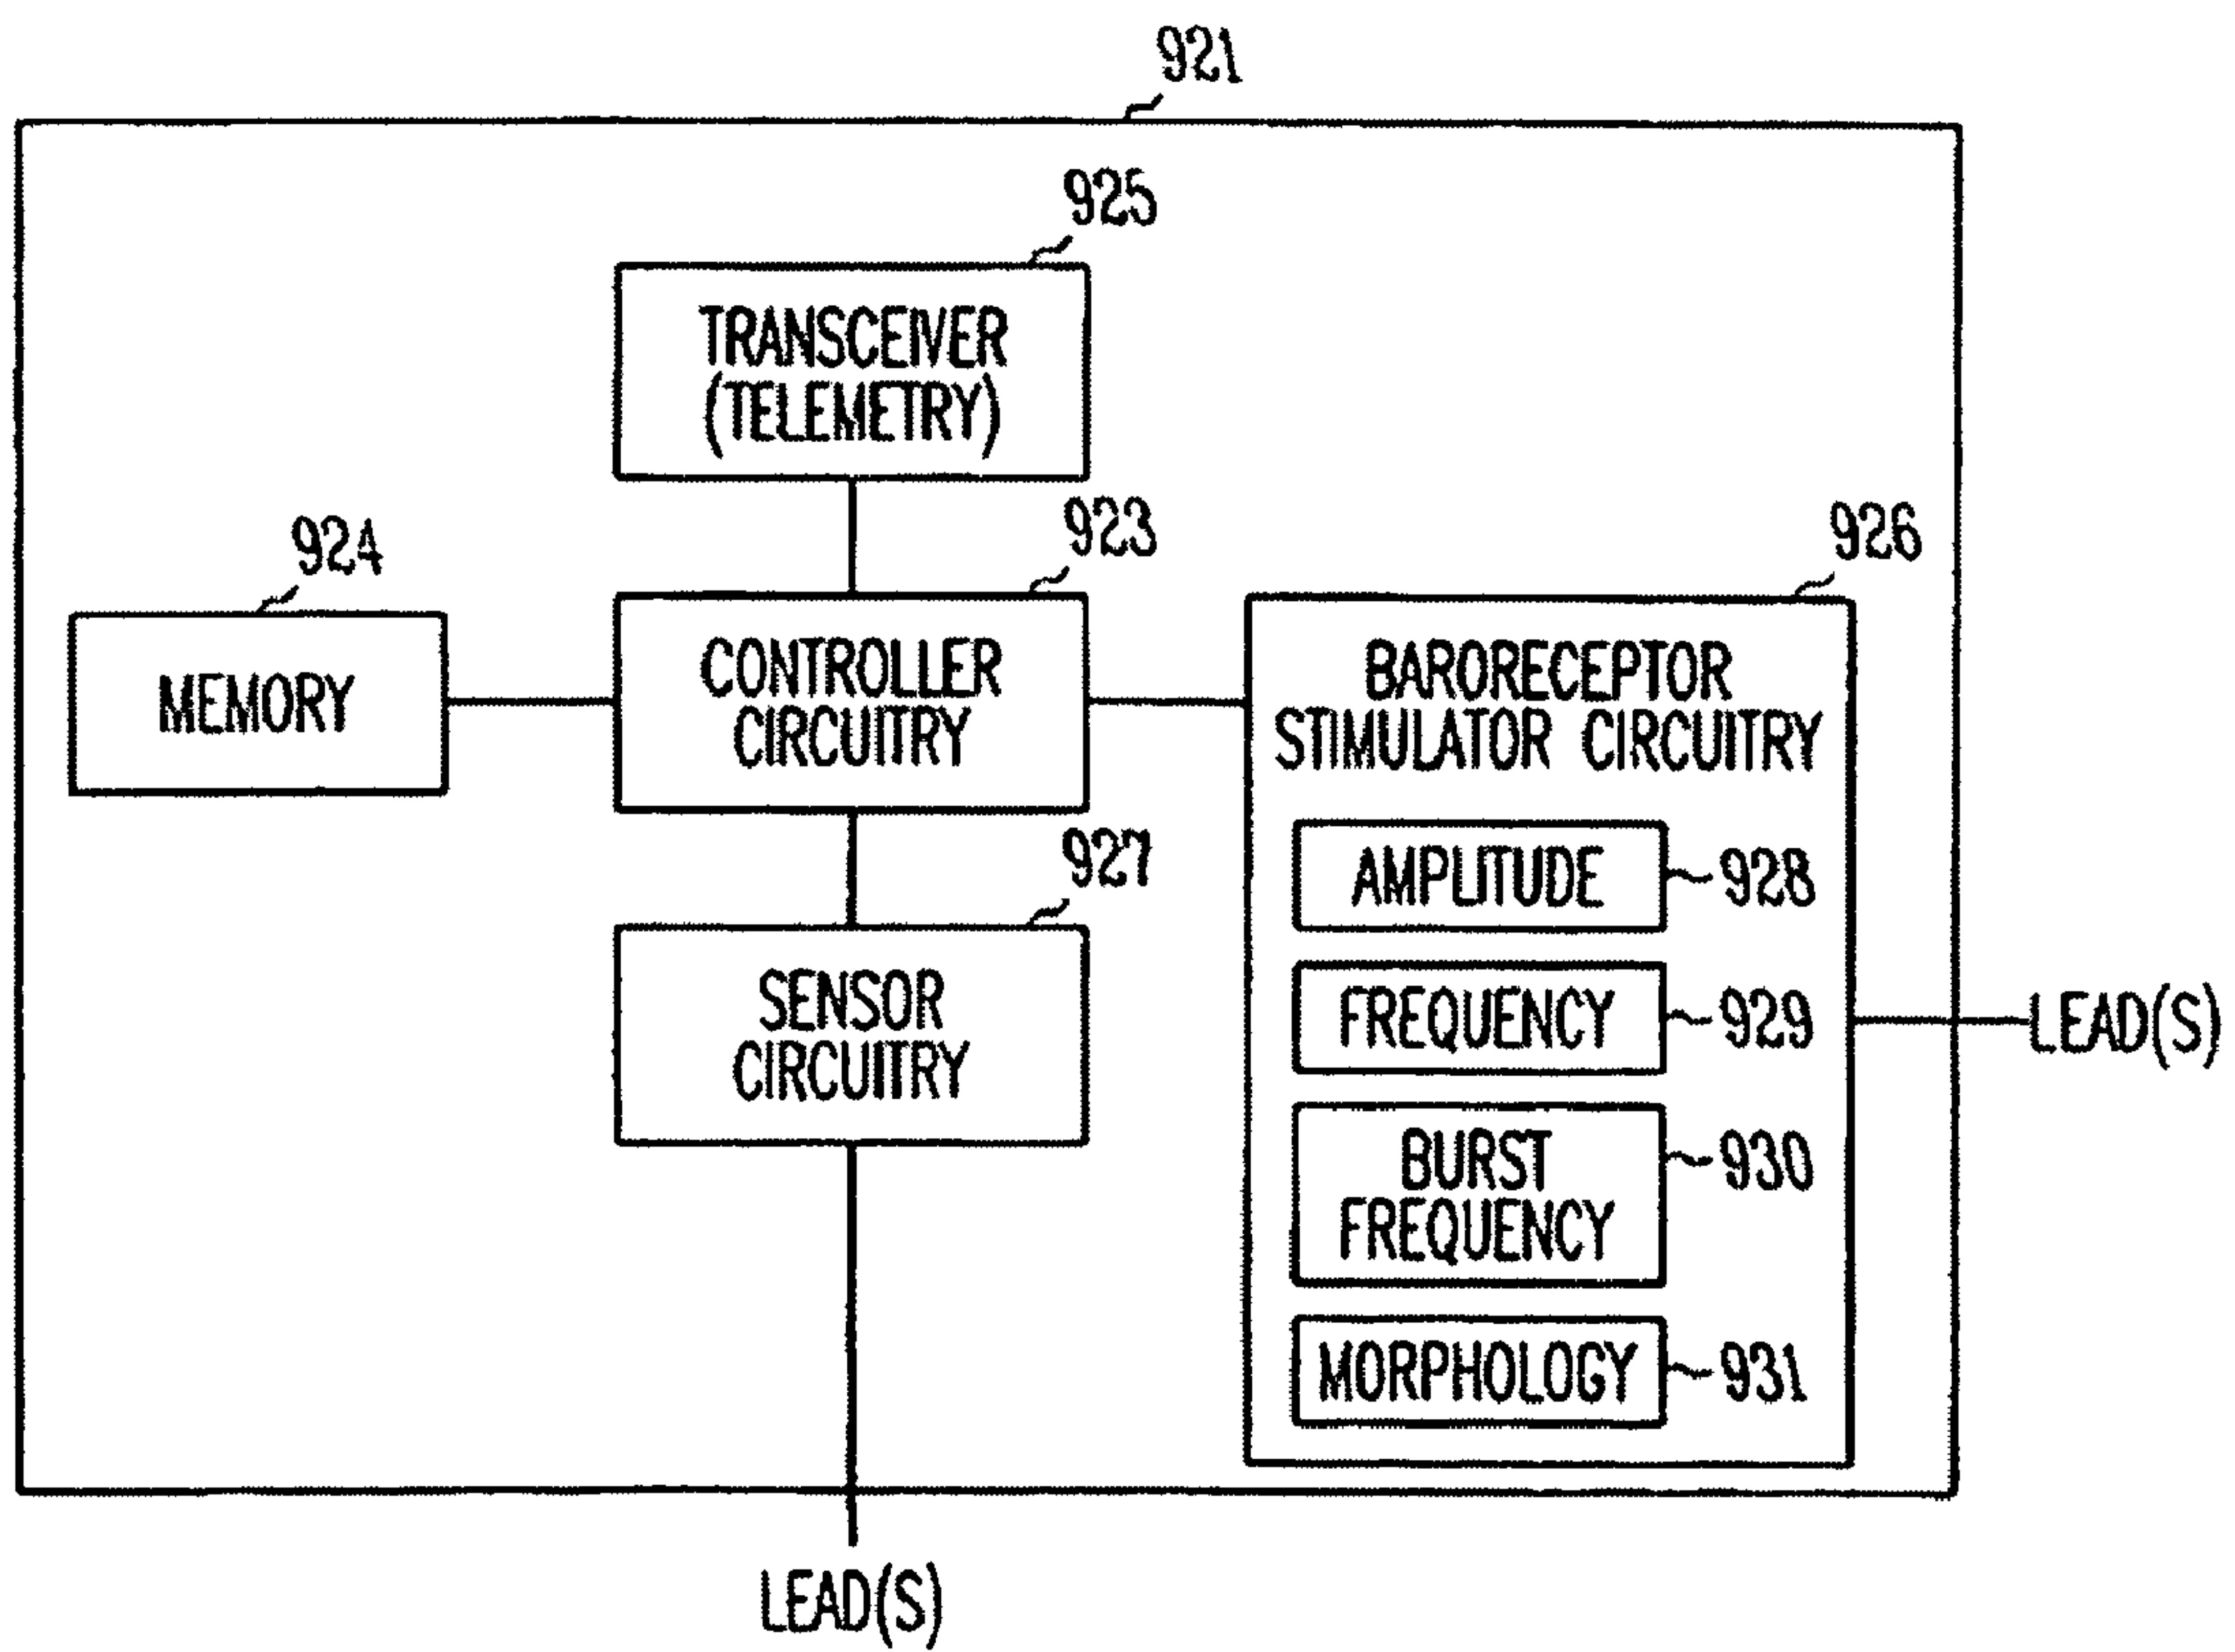 921
925
TRANSCEIVER
(TELEMETRY)
924
923
926
MEMORY
CONTROLLER
CIRCUITRY
BARORECEPTOR
STIMULATOR CIRCUITRY
927
AMPLITUDE
928
SENSOR
CIRCUITRY
FREQUENCY
929
LEAD(S)
BURST
FREQUENCY
930
MORPHOLOGY
931
LEAD(S)